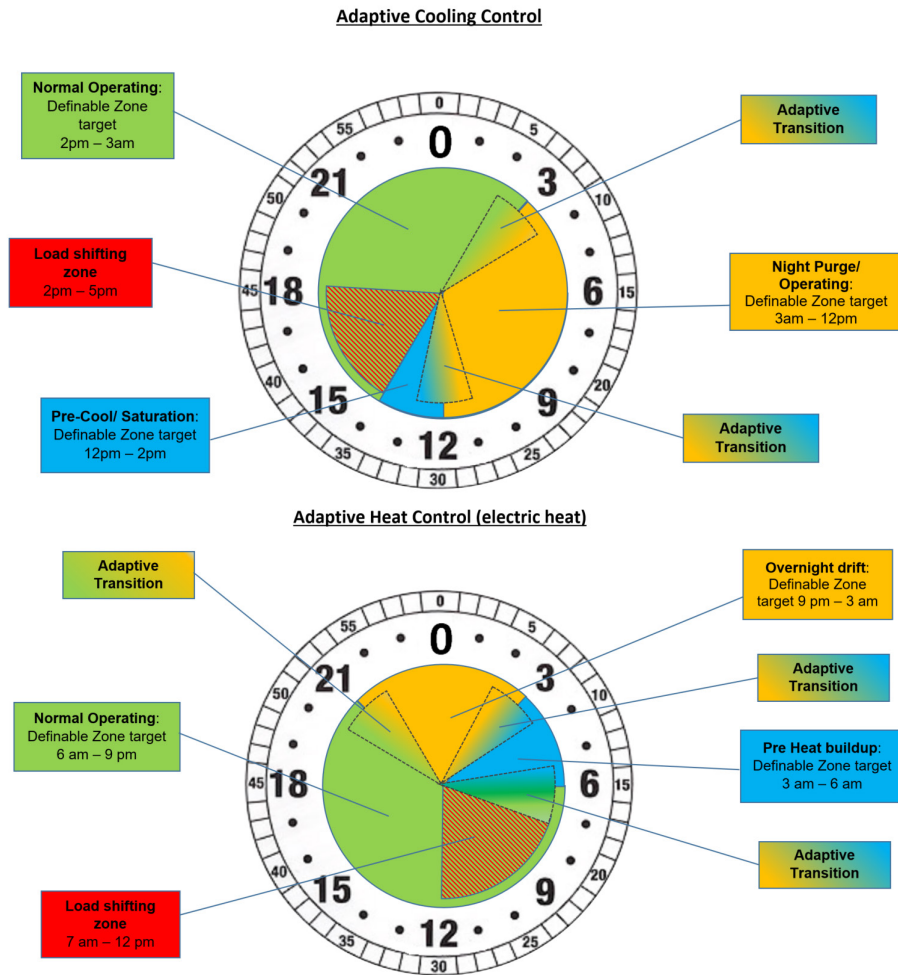 Adaptive Cooling Control
Normal Operating:
Definable Zone
target
2pm – 3am
Adaptive
Transition
Load shifting
zone
2pm – 5pm
Night Purge/
Operating:
Definable Zone target
3am – 12pm
Pre-Cool/ Saturation:
Definable Zone target
12pm – 2pm
Adaptive
Transition
0
3
6
9
12
15
18
21
0
5
10
15
20
25
30
35
40
45
50
55
Adaptive Heat Control (electric heat)
Adaptive
Transition
Overnight drift:
Definable Zone
target 9 pm – 3 am
Adaptive
Transition
Normal Operating:
Definable Zone target
6 am – 9 pm
Pre Heat buildup:
Definable Zone target
3 am – 6 am
Adaptive
Transition
Load shifting
zone
7 am – 12 pm
0
3
6
9
12
15
18
21
0
5
10
15
20
25
30
35
40
45
50
55